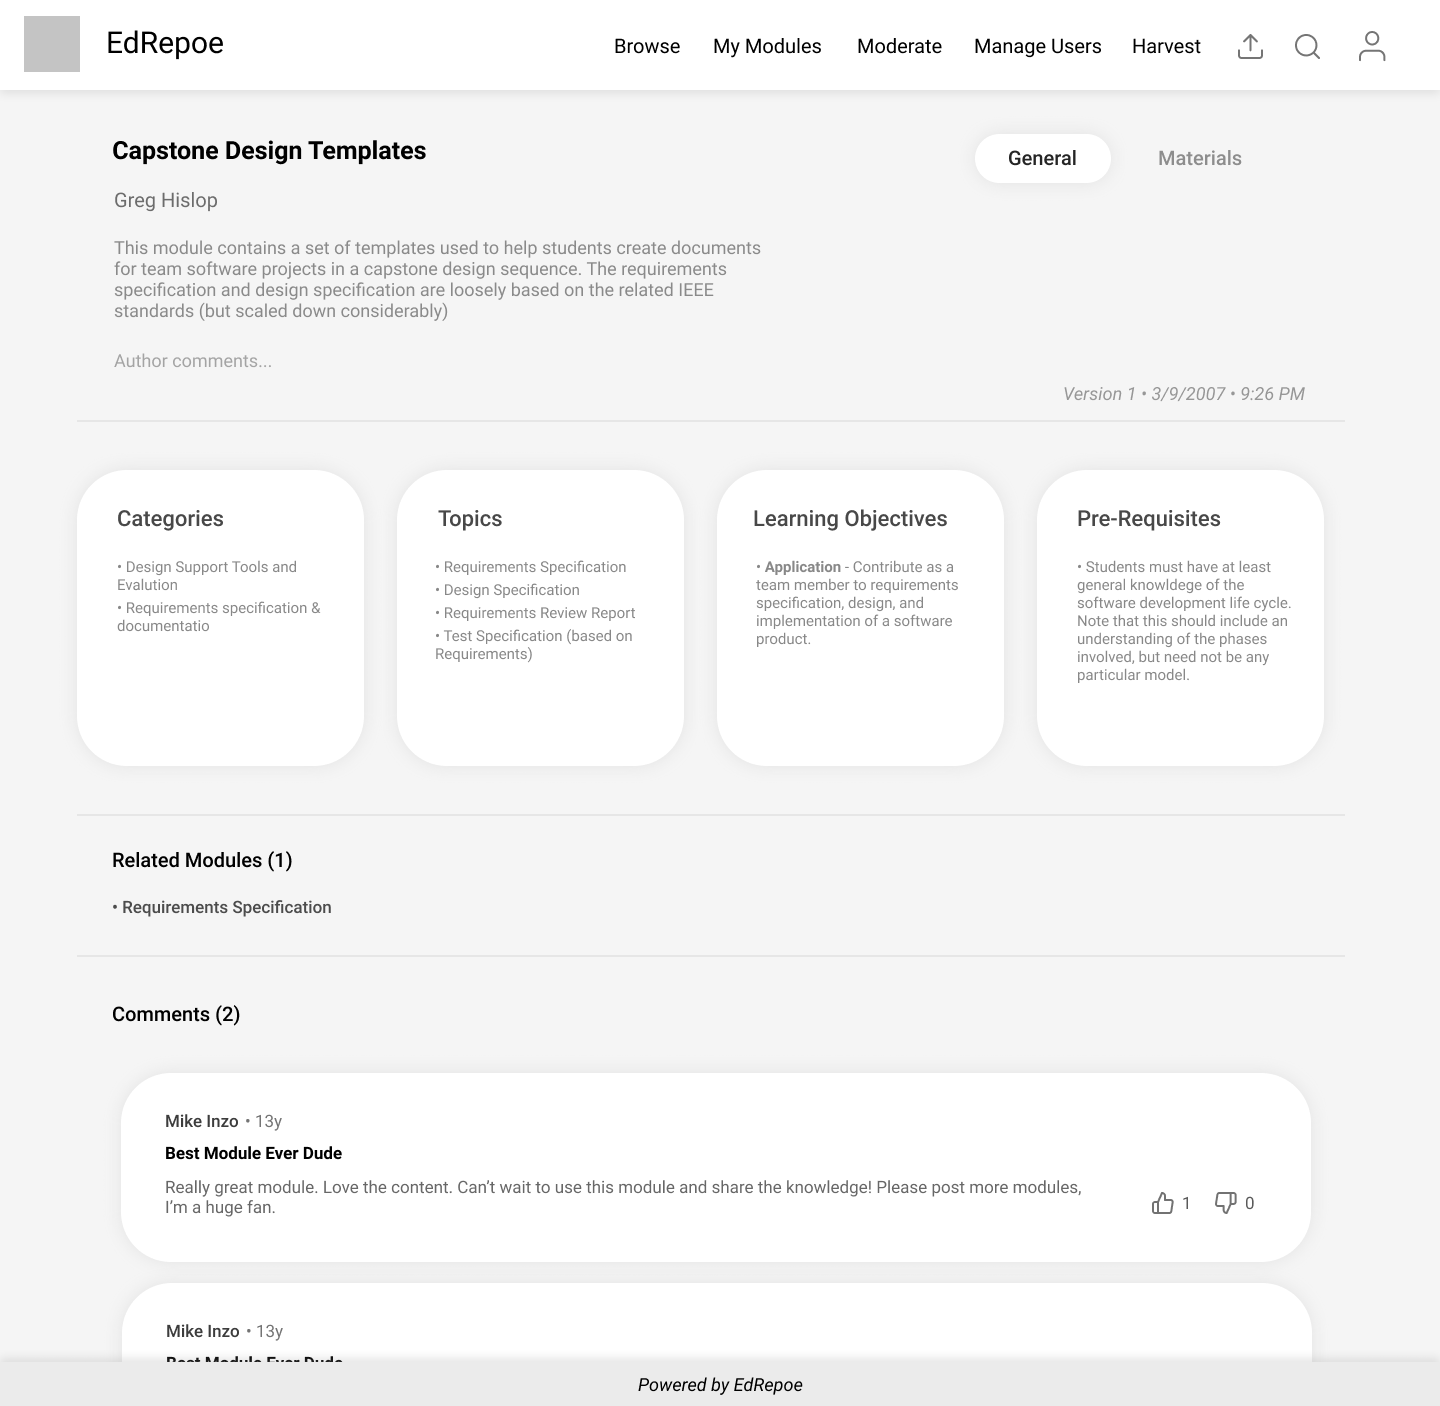 EdRepoe
Browse
My Modules
Moderate
Manage Users
Harvest
Capstone Design Templates
General
Materials
Greg Hislop
This module contains a set of templates used to help students create documents
for team software projects in a capstone design sequence. The requirements
specification and design specification are loosely based on the related IEEE
standards (but scaled down considerably)
Author comments...
Version 1 • 3/9/2007 • 9:26 PM
Categories
• Design Support Tools and
Evalution
• Requirements specification &
documentatio
Topics
• Requirements Specification
• Design Specification
• Requirements Review Report
• Test Specification (based on
Requirements)
Learning Objectives
• Application - Contribute as a
team member to requirements
specification, design, and
implementation of a software
product.
Pre-Requisites
• Students must have at least
general knowldege of the
software development life cycle.
Note that this should include an
understanding of the phases
involved, but need not be any
particular model.
Related Modules (1)
• Requirements Specification
Comments (2)
Mike Inzo • 13y
Best Module Ever Dude
Really great module. Love the content. Can’t wait to use this module and share the knowledge! Please post more modules,
I’m a huge fan.
1
0
Mike Inzo • 13y
Best Module Ever Dude
Powered by EdRepoe